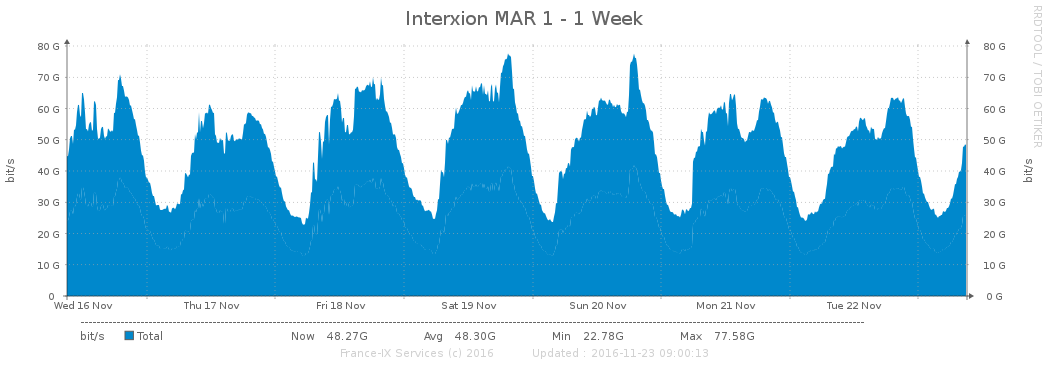 Interxion MAR 1 - 1 Week
RRDTOOL / TOBI OETIKER
80 G 80 G
70 G 70 G
60 G 60 G
50 G 50 G
40 G 40 G
30 G 30 G
20 G 20 G
10 G 10 G
0 0 G
bit/s
bit/s
Wed 16 Nov Thu 17 Nov Fri 18 Nov Sat 19 Nov Sun 20 Nov Mon 21 Nov Tue 22 Nov
bit/s Total Now 48.27G Avg 48.30G Min 22.78G Max 77.58G
France-IX Services (c) 2016 Updated : 2016-11-23 09:00:13